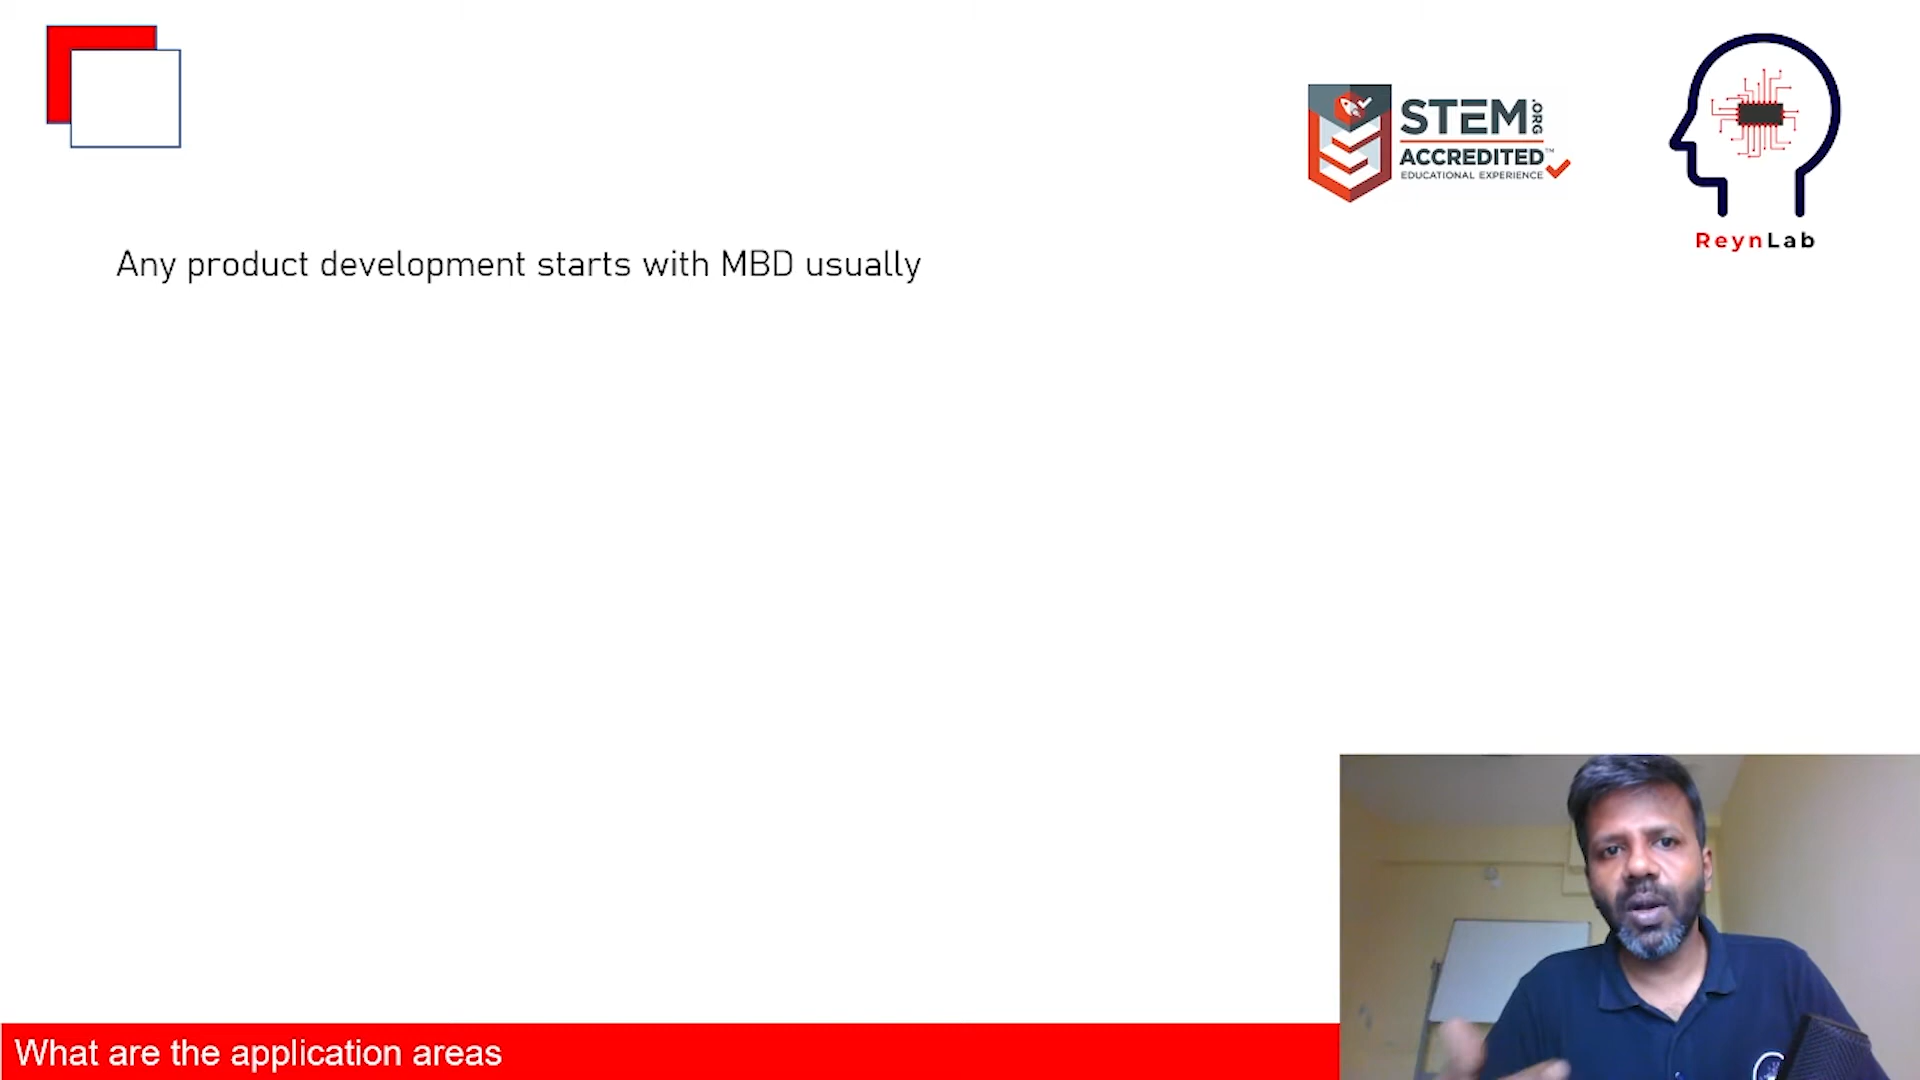 STEM.ORG
ACCREDITED™
EDUCATIONAL EXPERIENCE
ReynLab
Any product development starts with MBD usually
What are the application areas